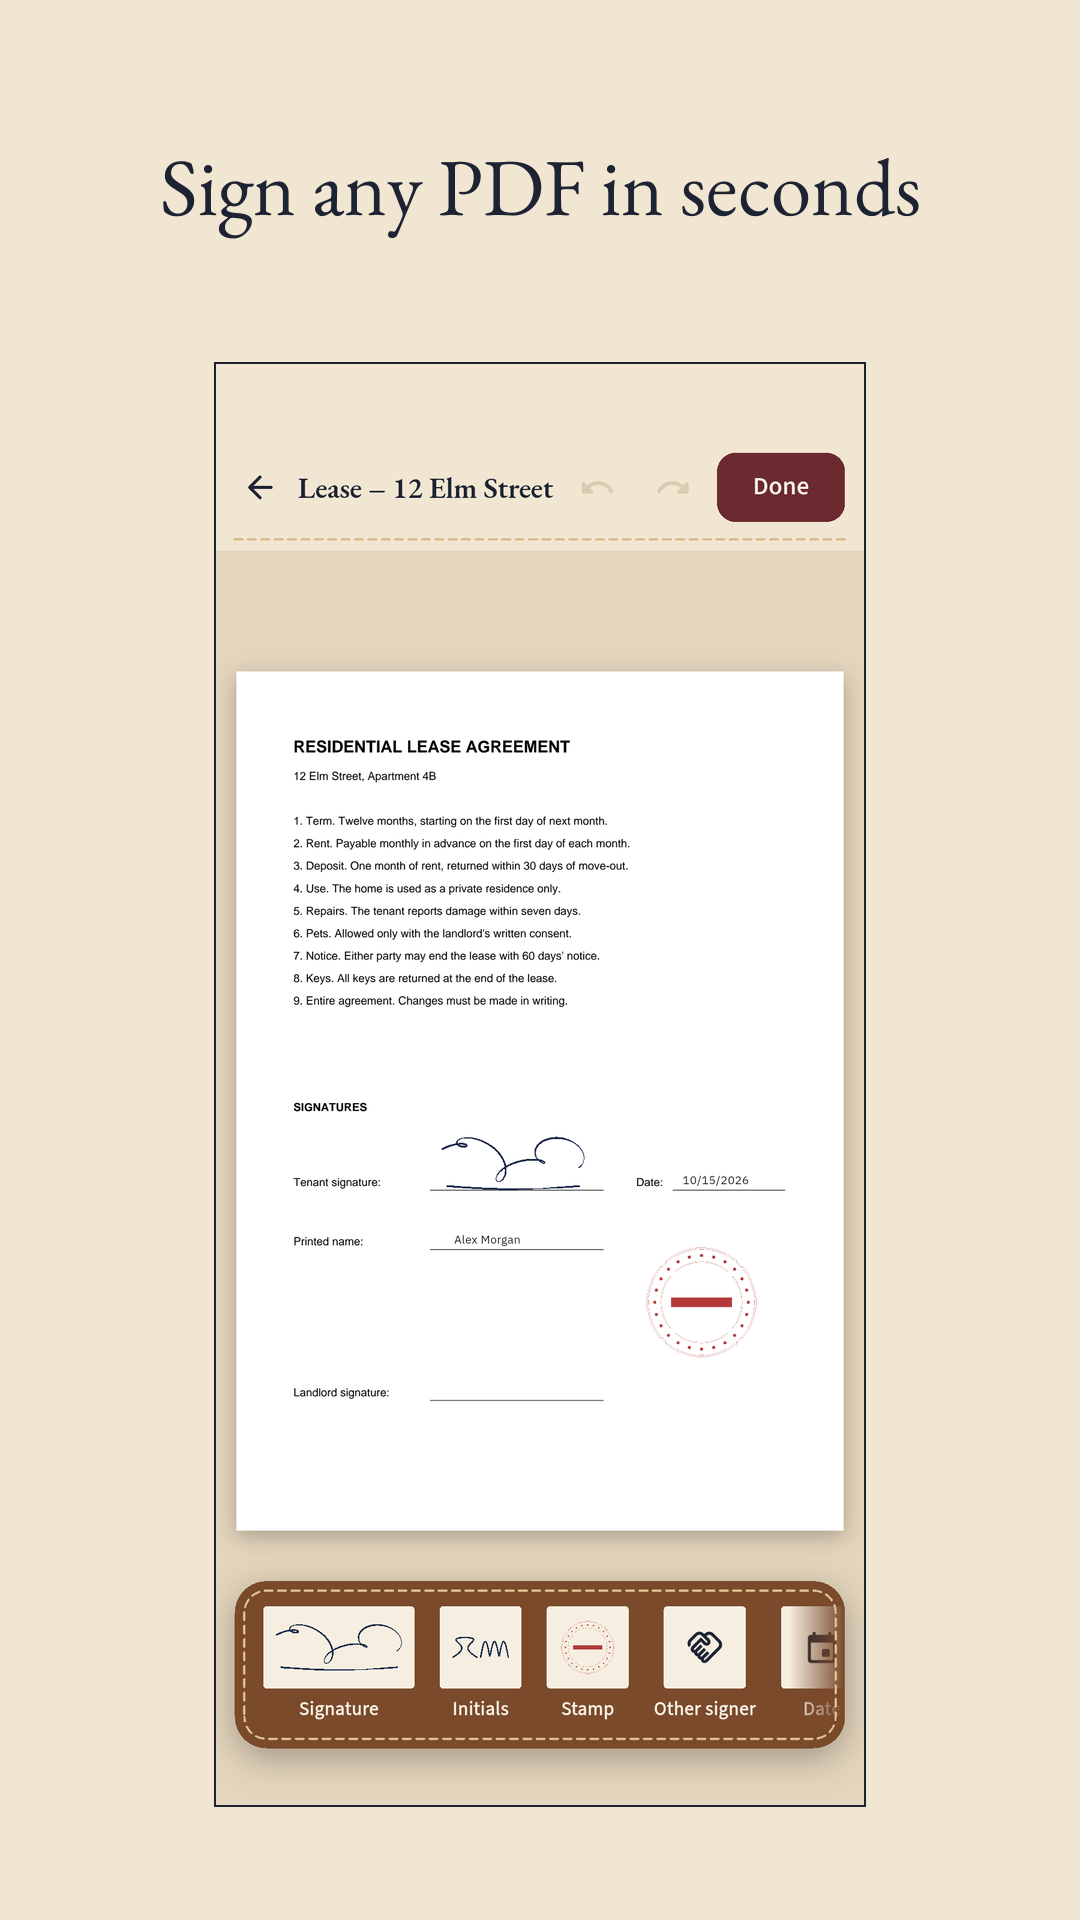 Sign any PDF in seconds
Lease – 12 Elm Street
Done
RESIDENTIAL LEASE AGREEMENT
12 Elm Street, Apartment 4B
1. Term. Twelve months, starting on the first day of next month.
2. Rent. Payable monthly in advance on the first day of each month.
3. Deposit. One month of rent, returned within 30 days of move-out.
4. Use. The home is used as a private residence only.
5. Repairs. The tenant reports damage within seven days.
6. Pets. Allowed only with the landlord's written consent.
7. Notice. Either party may end the lease with 60 days' notice.
8. Keys. All keys are returned at the end of the lease.
9. Entire agreement. Changes must be made in writing.
SIGNATURES
Tenant signature: Date: 10/15/2026
Printed name: Alex Morgan
Landlord signature:
Signature Initials Stamp Other signer Date